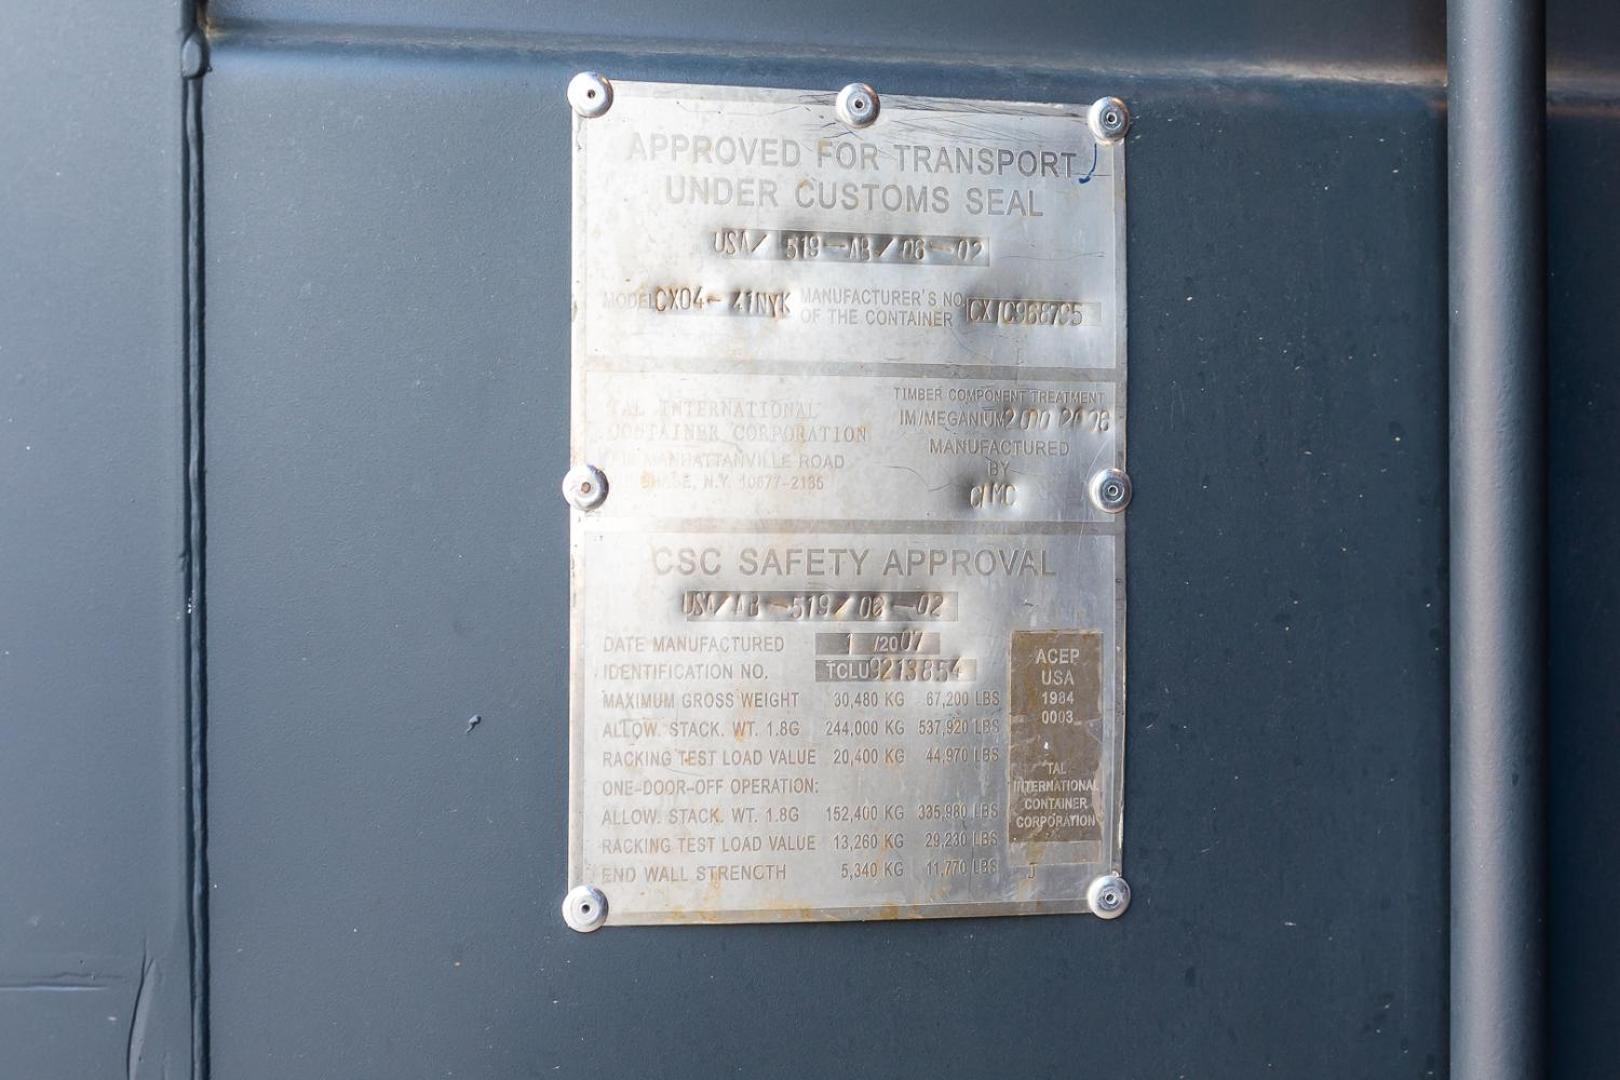 APPROVED FOR TRANSPORT
UNDER CUSTOMS SEAL
USA/ 519-AB/06-02
MODEL CX04-41NYK MANUFACTURER'S NO.
OF THE CONTAINER
TAL INTERNATIONAL
CONTAINER CORPORATION
MANHATTANVILLE ROAD
N.Y.
TIMBER COMPONENT TREATMENT
IM/MEGANIUM2000
MANUFACTURED
BY
CIMC
CSC SAFETY APPROVAL
USA/AB-519/06-02
DATE MANUFACTURED 1 /2007
IDENTIFICATION NO. TCLU9213854
MAXIMUM GROSS WEIGHT 30,480 KG 67,200 LBS
ALLOW. STACK. WT. 1.8G 244,000 KG 537,920 LBS
RACKING TEST LOAD VALUE 20,400 KG 44,970 LBS
ONE-DOOR-OFF OPERATION:
ALLOW. STACK. WT. 1.8G 152,400 KG 335,980 LBS
RACKING TEST LOAD VALUE 13,260 KG 29,230 LBS
END WALL STRENGTH 5,340 KG 11,770 LBS J
ACEP
USA
1984
0003
TAL
INTERNATIONAL
CONTAINER
CORPORATION